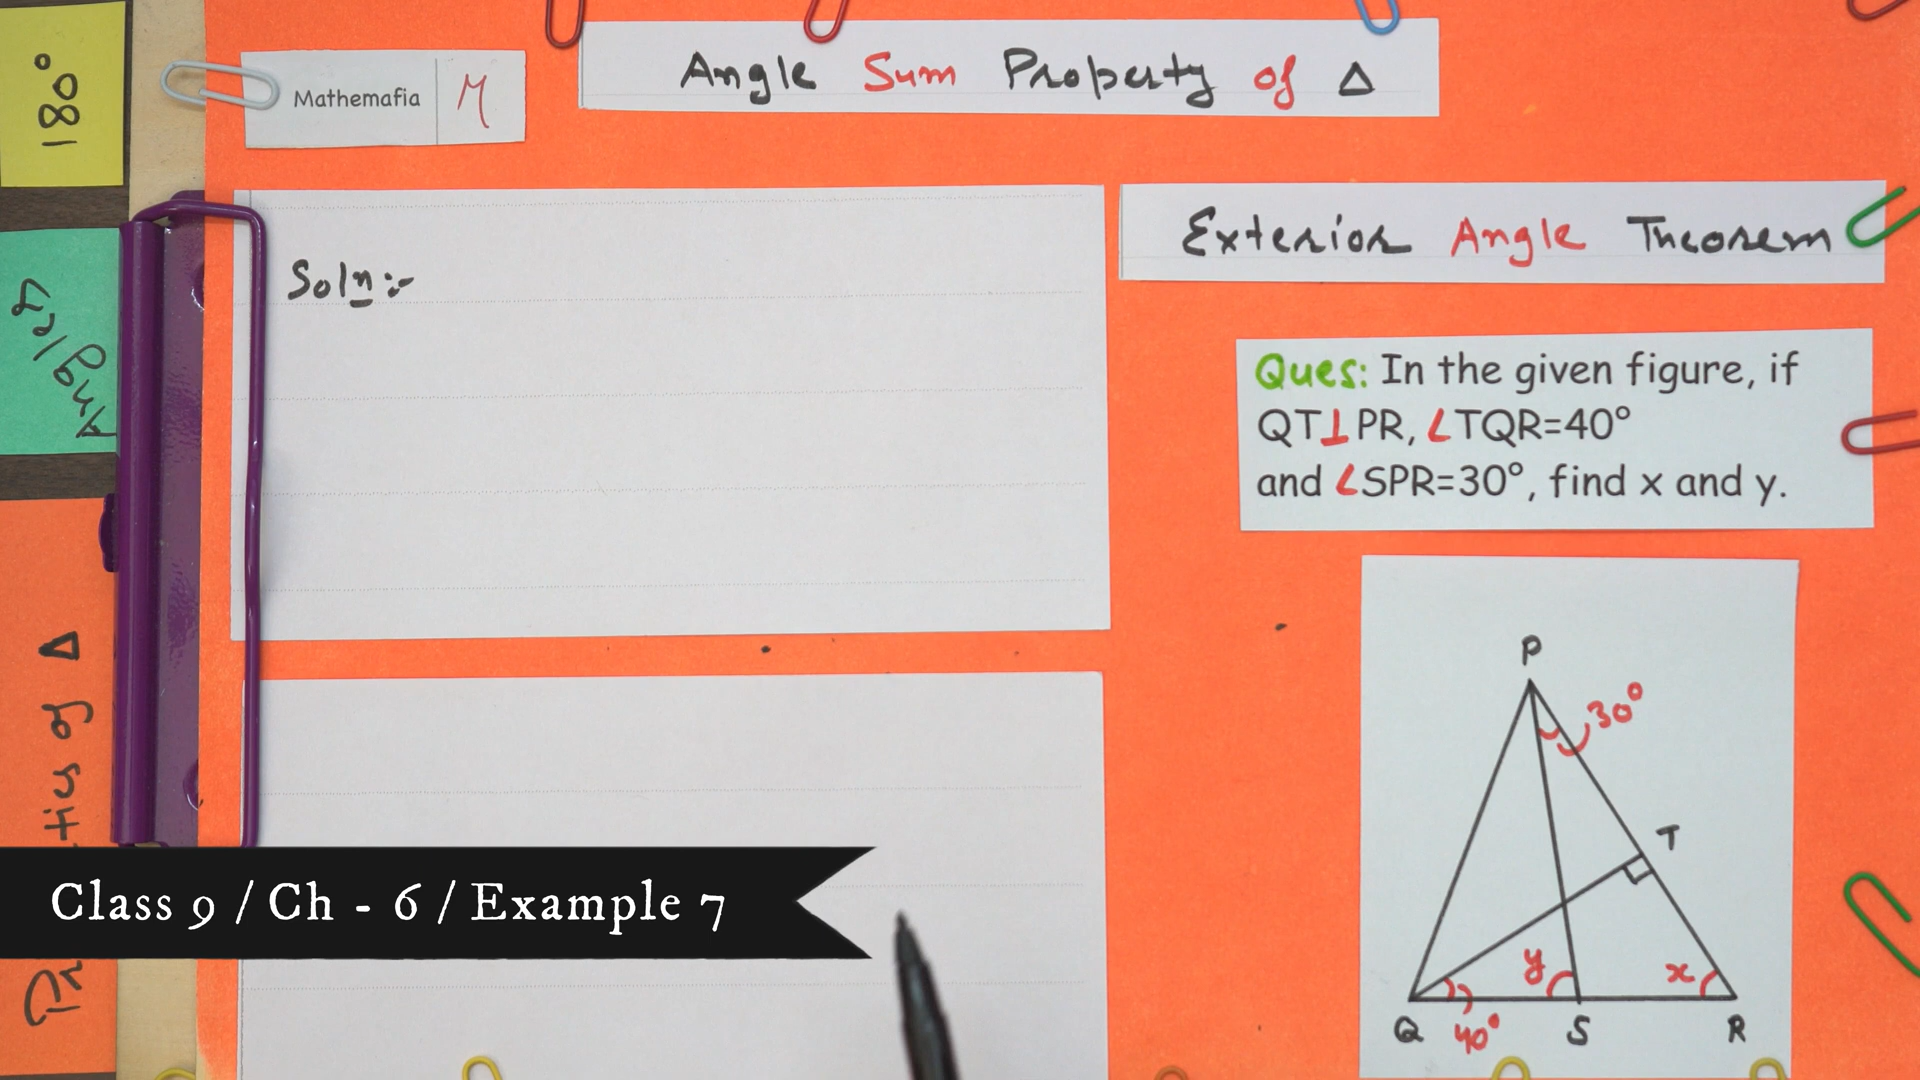 180°
Angles
Mathemafia M
Angle Sum Property of Δ
Soln:-
Exterior Angle Theorem
Ques: In the given figure, if
QT⊥PR, ∠TQR=40°
and ∠SPR=30°, find x and y.
of Δ
P
30°
T
y
x
Q
40°
S
R
Class 9 / Ch - 6 / Example 7